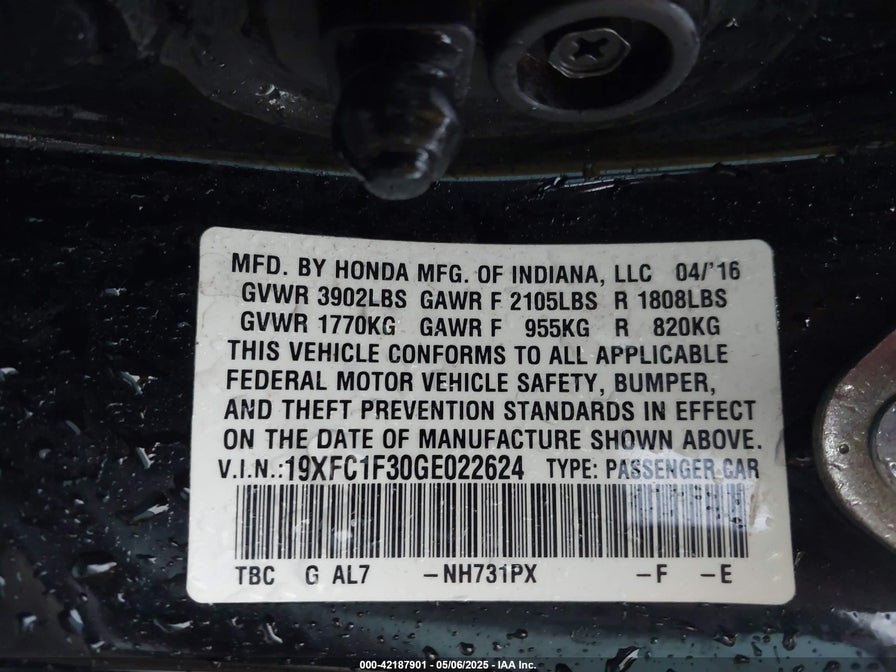 MFD. BY HONDA MFG. OF INDIANA, LLC 04/'16
GVWR 3902LBS GAWR F 2105LBS R 1808LBS
GVWR 1770KG GAWR F 955KG R 820KG
THIS VEHICLE CONFORMS TO ALL APPLICABLE
FEDERAL MOTOR VEHICLE SAFETY, BUMPER,
AND THEFT PREVENTION STANDARDS IN EFFECT
ON THE DATE OF MANUFACTURE SHOWN ABOVE.
V.I.N.:19XFC1F30GE022624 TYPE: PASSENGER CAR
TBC G AL7 -NH731PX -F -E
000-42187901 - 05/06/2025 - IAA Inc.